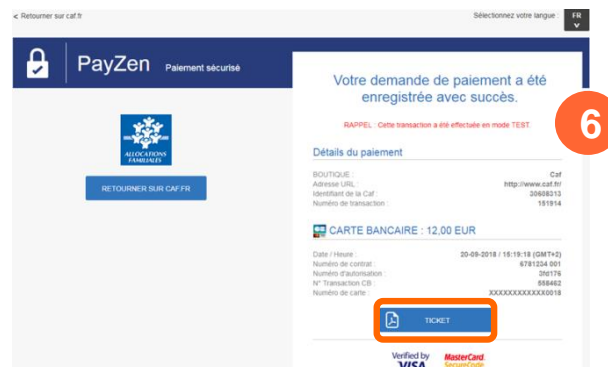 < Retourner sur caf.fr
Sélectionnez votre langue :
FR
PayZen Paiement sécurisé
ALLOCATIONS
FAMILIALES
RETOURNER SUR CAF.FR
Votre demande de paiement a été
enregistrée avec succès.
RAPPEL : Cette transaction a été effectuée en mode TEST.
6
Détails du paiement
BOUTIQUE : Caf
Adresse URL : http://www.caf.fr/
Identifiant de la Caf : 30688313
Numéro de transaction : 151914
CARTE BANCAIRE : 12,00 EUR
Date / Heure : 20-09-2018 / 15:19:18 (GMT+2)
Numéro de contrat : 6781234 001
Numéro d'autorisation : 3fd176
N° Transaction CB : 558462
Numéro de carte : XXXXXXXXXXXX0018
TICKET
Verified by
VISA
MasterCard
SecureCode